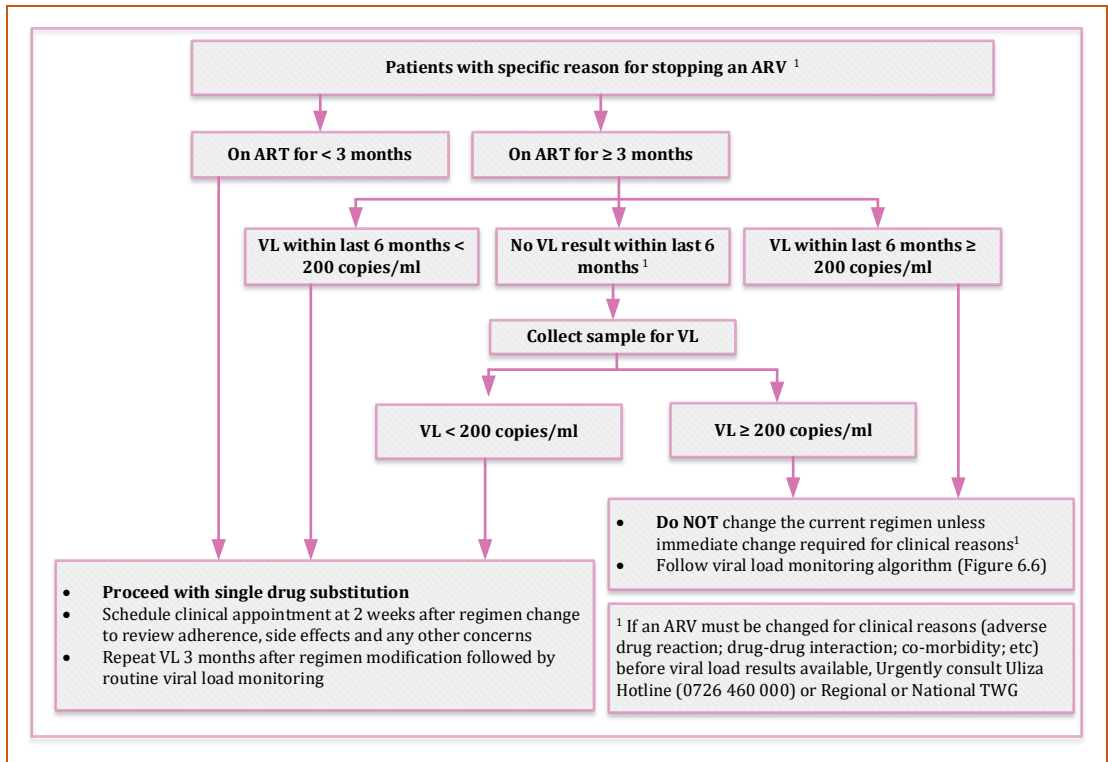 Patients with specific reason for stopping an ARV 1
On ART for < 3 months
On ART for ≥ 3 months
VL within last 6 months <
200 copies/ml
No VL result within last 6
months 1
VL within last 6 months ≥
200 copies/ml
Collect sample for VL
VL < 200 copies/ml
VL ≥ 200 copies/ml
• Do NOT change the current regimen unless
immediate change required for clinical reasons1
• Follow viral load monitoring algorithm (Figure 6.6)
• Proceed with single drug substitution
• Schedule clinical appointment at 2 weeks after regimen change
to review adherence, side effects and any other concerns
• Repeat VL 3 months after regimen modification followed by
routine viral load monitoring
1 If an ARV must be changed for clinical reasons (adverse
drug reaction; drug-drug interaction; co-morbidity; etc)
before viral load results available, Urgently consult Uliza
Hotline (0726 460 000) or Regional or National TWG